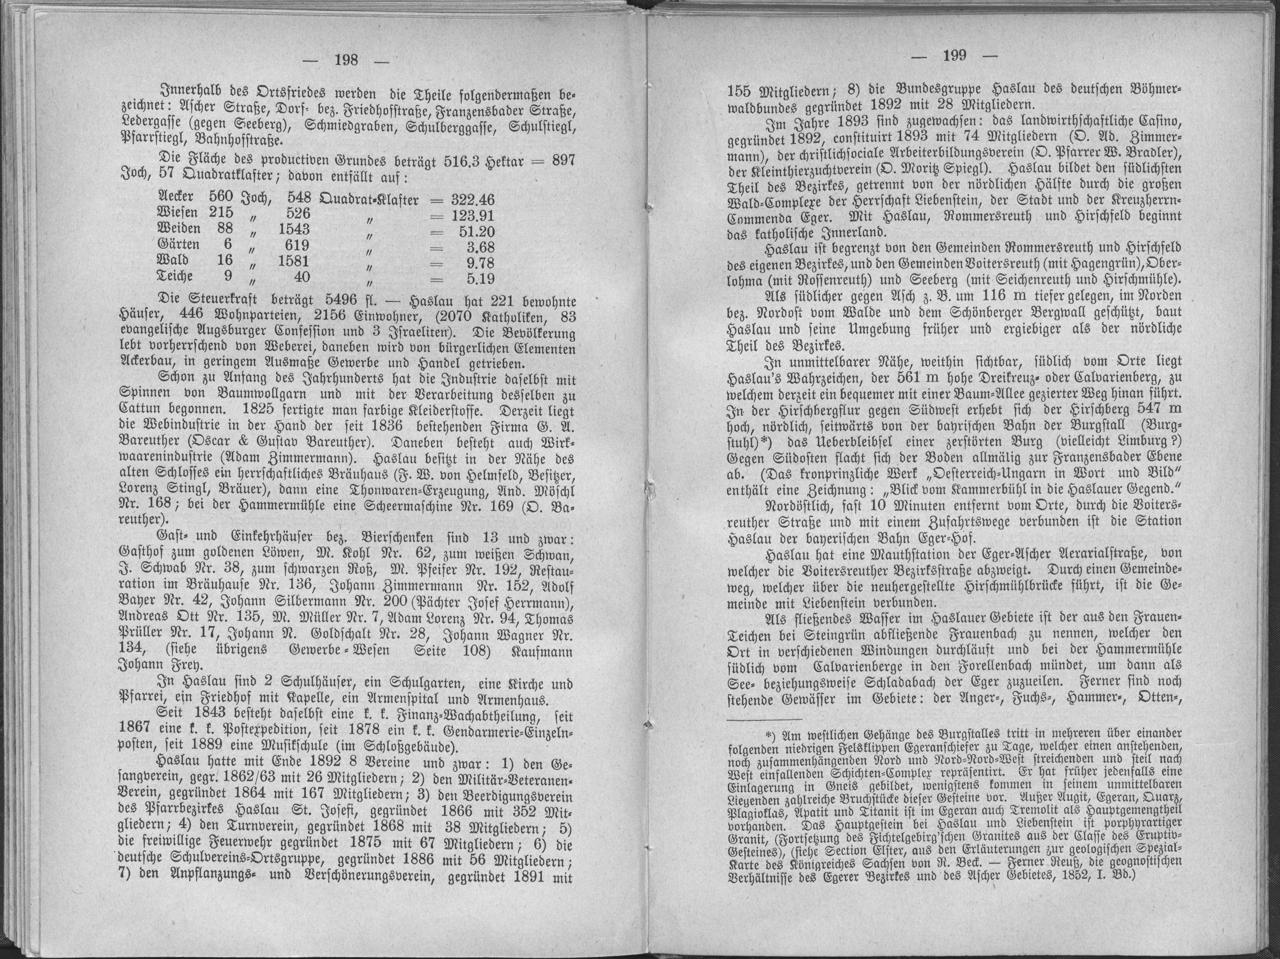 — 198 —
Innerhalb des Ortsfriedes werden die Theile folgendermaßen be-
zeichnet: Ascher Straße, Dorf- bez. Friedhofstraße, Franzensbader Straße,
Ledergasse (gegen Seeberg), Schmiedgraben, Schulberggasse, Schulstiegl,
Pfarrstiegl, Bahnhofstraße.
Die Fläche des productiven Grundes beträgt 516,3 Hektar = 897
Joch, 57 Quadratklafter; davon entfällt auf:
Aecker 560 Joch, 548 Quadrat-Klafter = 322.46
Wiesen 215 „ 526 „ = 123.91
Weiden 88 „ 1543 „ = 51.20
Gärten 6 „ 619 „ = 3.68
Wald 16 „ 1581 „ = 9.78
Teiche 9 „ 40 „ = 5.19
Die Steuerkraft beträgt 5496 fl. — Haslau hat 221 bewohnte
Häuser, 446 Wohnparteien, 2156 Einwohner, (2070 Katholiken, 83
evangelische Augsburger Confession und 3 Israeliten). Die Bevölkerung
lebt vorherrschend von Weberei, daneben wird von bürgerlichen Elementen
Ackerbau, in geringem Ausmaße Gewerbe und Handel getrieben.
Schon zu Anfang des Jahrhunderts hat die Industrie daselbst mit
Spinnen von Baumwollgarn und mit der Verarbeitung desselben zu
Cattun begonnen. 1825 fertigte man farbige Kleiderstoffe. Derzeit liegt
die Webindustrie in der Hand der seit 1836 bestehenden Firma G. A.
Bareuther (Oscar & Gustav Bareuther). Daneben besteht auch Wirk-
waarenindustrie (Adam Zimmermann). Haslau besitzt in der Nähe des
alten Schlosses ein herrschaftliches Bräuhaus (F. W. von Helmfeld, Besitzer,
Lorenz Stingl, Bräuer), dann eine Thonwaren-Erzeugung, And. Möschl
Nr. 168; bei der Hammermühle eine Scheermaschine Nr. 169 (O. Ba-
reuther).
Gast- und Einkehrhäuser bez. Bierschenken sind 13 und zwar:
Gasthof zum goldenen Löwen, M. Kohl Nr. 62, zum weißen Schwan,
J. Schwab Nr. 38, zum schwarzen Roß, M. Pfeifer Nr. 192, Restau-
ration im Bräuhause Nr. 136, Johann Zimmermann Nr. 152, Adolf
Bayer Nr. 42, Johann Silbermann Nr. 200 (Pächter Josef Herrmann),
Andreas Ott Nr. 135, M. Müller Nr. 7, Adam Lorenz Nr. 94, Thomas
Prüller Nr. 17, Johann N. Goldschalt Nr. 28, Johann Wagner Nr.
134, (siehe übrigens Gewerbe-Wesen Seite 108) Kaufmann
Johann Frey.
In Haslau sind 2 Schulhäuser, ein Schulgarten, eine Kirche und
Pfarrei, ein Friedhof mit Kapelle, ein Armenspital und Armenhaus.
Seit 1843 besteht daselbst eine k. k. Finanz-Wachabtheilung, seit
1867 eine k. k. Postexpedition, seit 1878 ein k. k. Gendarmerie-Einzeln-
posten, seit 1889 eine Musikschule (im Schloßgebäude).
Haslau hatte mit Ende 1892 8 Vereine und zwar: 1) den Ge-
sangverein, gegr. 1862/63 mit 26 Mitgliedern; 2) den Militär-Veteranen-
Verein, gegründet 1864 mit 167 Mitgliedern; 3) den Beerdigungsverein
des Pfarrbezirkes Haslau St. Josefi, gegründet 1866 mit 352 Mit-
gliedern; 4) den Turnverein, gegründet 1868 mit 38 Mitgliedern; 5)
die freiwillige Feuerwehr gegründet 1875 mit 67 Mitgliedern; 6) die
deutsche Schulvereins-Ortsgruppe, gegründet 1886 mit 56 Mitgliedern;
7) den Anpflanzungs- und Verschönerungsverein, gegründet 1891 mit
— 199 —
155 Mitgliedern; 8) die Bundesgruppe Haslau des deutschen Böhmer-
waldbundes gegründet 1892 mit 28 Mitgliedern.
Im Jahre 1893 sind zugewachsen: das landwirthschaftliche Casino,
gegründet 1892, constituirt 1893 mit 74 Mitgliedern (O. Ad. Zimmer-
mann), der christlichsociale Arbeiterbildungsverein (O. Pfarrer W. Bradler),
der Kleinthierzuchtverein (O. Moritz Spiegl). Haslau bildet den südlichsten
Theil des Bezirkes, getrennt von der nördlichen Hälfte durch die großen
Wald-Complexe der Herrschaft Liebenstein, der Stadt und der Kreuzherrn-
Commenda Eger. Mit Haslau, Rommersreuth und Hirschfeld beginnt
das katholische Innerland.
Haslau ist begrenzt von den Gemeinden Rommersreuth und Hirschfeld
des eigenen Bezirkes, und den Gemeinden Voitersreuth (mit Hagengrün), Ober-
lohma (mit Rossenreuth) und Seeberg (mit Seichenreuth und Hirschmühle).
Als südlicher gegen Asch z. B. um 116 m tiefer gelegen, im Norden
bez. Nordost vom Walde und dem Schönberger Bergwall geschützt, baut
Haslau und seine Umgebung früher und ergiebiger als der nördliche
Theil des Bezirkes.
In unmittelbarer Nähe, weithin sichtbar, südlich vom Orte liegt
Haslau's Wahrzeichen, der 561 m hohe Dreikreuz- oder Calvarienberg, zu
welchem derzeit ein bequemer mit einer Baum-Allee gezierter Weg hinan führt.
In der Hirschbergflur gegen Südwest erhebt sich der Hirschberg 547 m
hoch, nördlich, seitwärts von der bayrischen Bahn der Burgstall (Burg-
stuhl)*) das Ueberbleibsel einer zerstörten Burg (vielleicht Limburg?)
Gegen Südosten flacht sich der Boden allmälig zur Franzensbader Ebene
ab. (Das kronprinzliche Werk „Oesterreich-Ungarn in Wort und Bild"
enthält eine Zeichnung: „Blick vom Kammerbühl in die Haslauer Gegend."
Nordöstlich, fast 10 Minuten entfernt vom Orte, durch die Voiters-
reuther Straße und mit einem Zufahrtswege verbunden ist die Station
Haslau der bayerischen Bahn Eger-Hof.
Haslau hat eine Mauthstation der Eger-Ascher Aerarialstraße, von
welcher die Voitersreuther Bezirksstraße abzweigt. Durch einen Gemeinde-
weg, welcher über die neuhergestellte Hirschmühlbrücke führt, ist die Ge-
meinde mit Liebenstein verbunden.
Als fließendes Wasser im Haslauer Gebiete ist der aus den Frauen-
Teichen bei Steingrün abfließende Frauenbach zu nennen, welcher den
Ort in verschiedenen Windungen durchläuft und bei der Hammermühle
südlich vom Calvarienberge in den Forellenbach mündet, um dann als
See- beziehungsweise Schladabach der Eger zuzueilen. Ferner sind noch
stehende Gewässer im Gebiete: der Anger-, Fuchs-, Hammer-, Otten-,
*) Am westlichen Gehänge des Burgstalles tritt in mehreren über einander
folgenden niedrigen Felsklippen Egeranschiefer zu Tage, welcher einen anstehenden,
noch zusammenhängenden Nord und Nord-Nord-West streichenden und steil nach
West einfallenden Schichten-Complex repräsentirt. Er hat früher jedenfalls eine
Einlagerung in Gneis gebildet, wenigstens kommen in seinem unmittelbaren
Liegenden zahlreiche Bruchstücke dieser Gesteine vor. Außer Augit, Egeran, Quarz,
Plagioklas, Apatit und Titanit ist im Egeran auch Tremolit als Hauptgemengtheil
vorhanden. Das Hauptgestein bei Haslau und Liebenstein ist porphyrartiger
Granit, (Fortsetzung des Fichtelgebirg'schen Granites aus der Classe des Eruptiv-
Gesteines), (siehe Section Elster, aus den Erläuterungen zur geologischen Spezial-
Karte des Königreiches Sachsen von R. Beck. — Ferner Reuß, die geognostischen
Verhältnisse des Egerer Bezirkes und des Ascher Gebietes, 1852, I. Bd.)